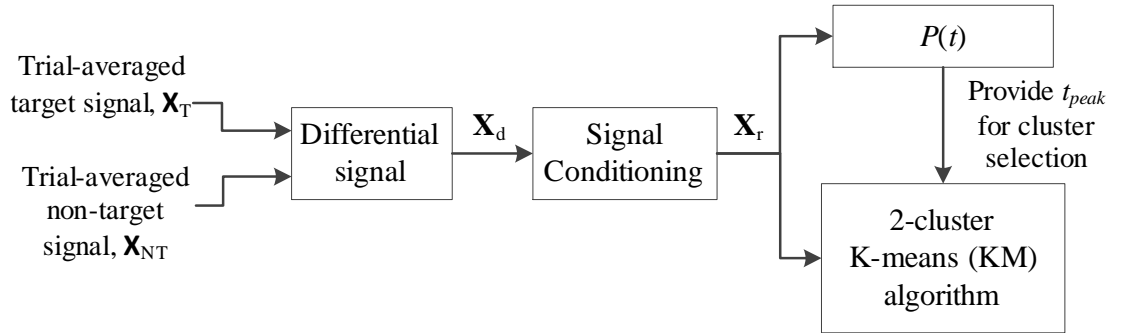 Trial-averaged
target signal, X_T
Trial-averaged
non-target
signal, X_NT
Differential
signal
X_d
Signal
Conditioning
X_r
P(t)
Provide t_peak
for cluster
selection
2-cluster
K-means (KM)
algorithm